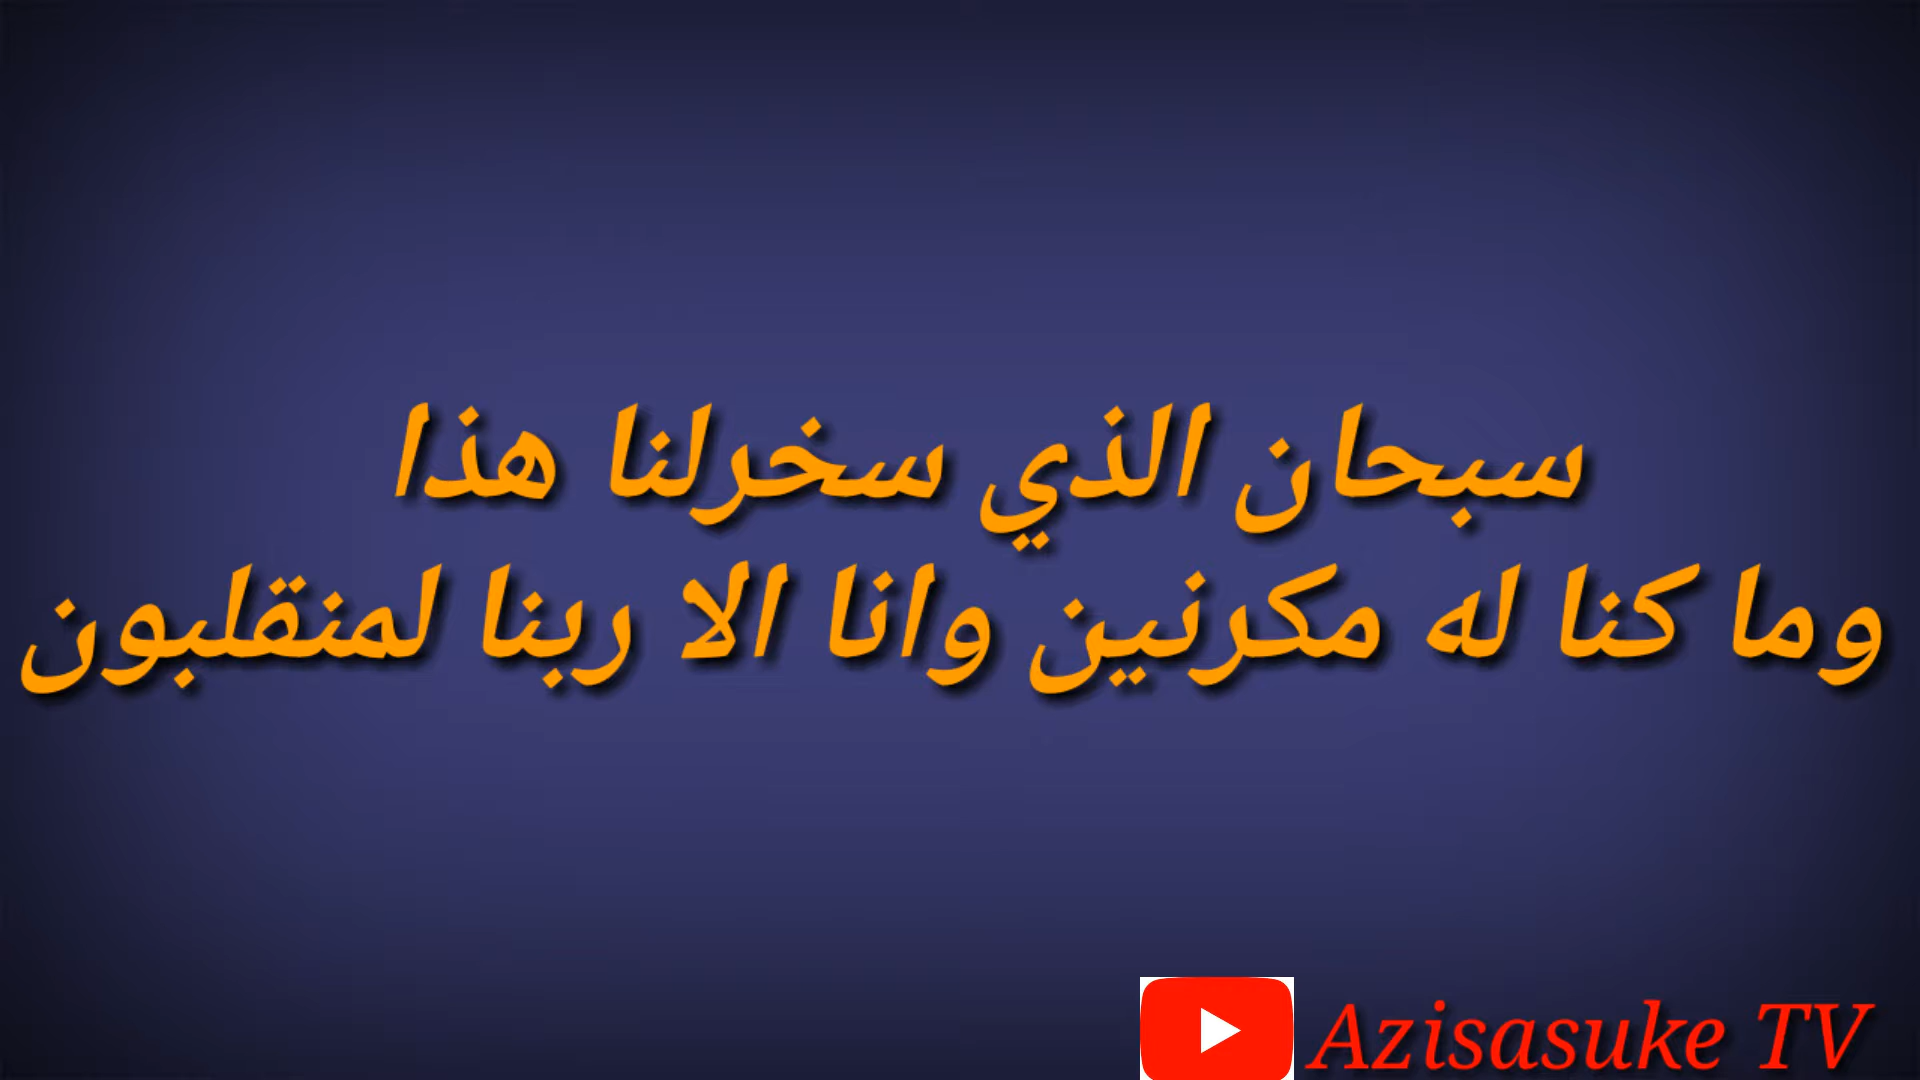 سبحان الذي سخرلنا هذا
وما كنا له مكرنين وانا الا ربنا لمنقلبون
Azisasuke TV